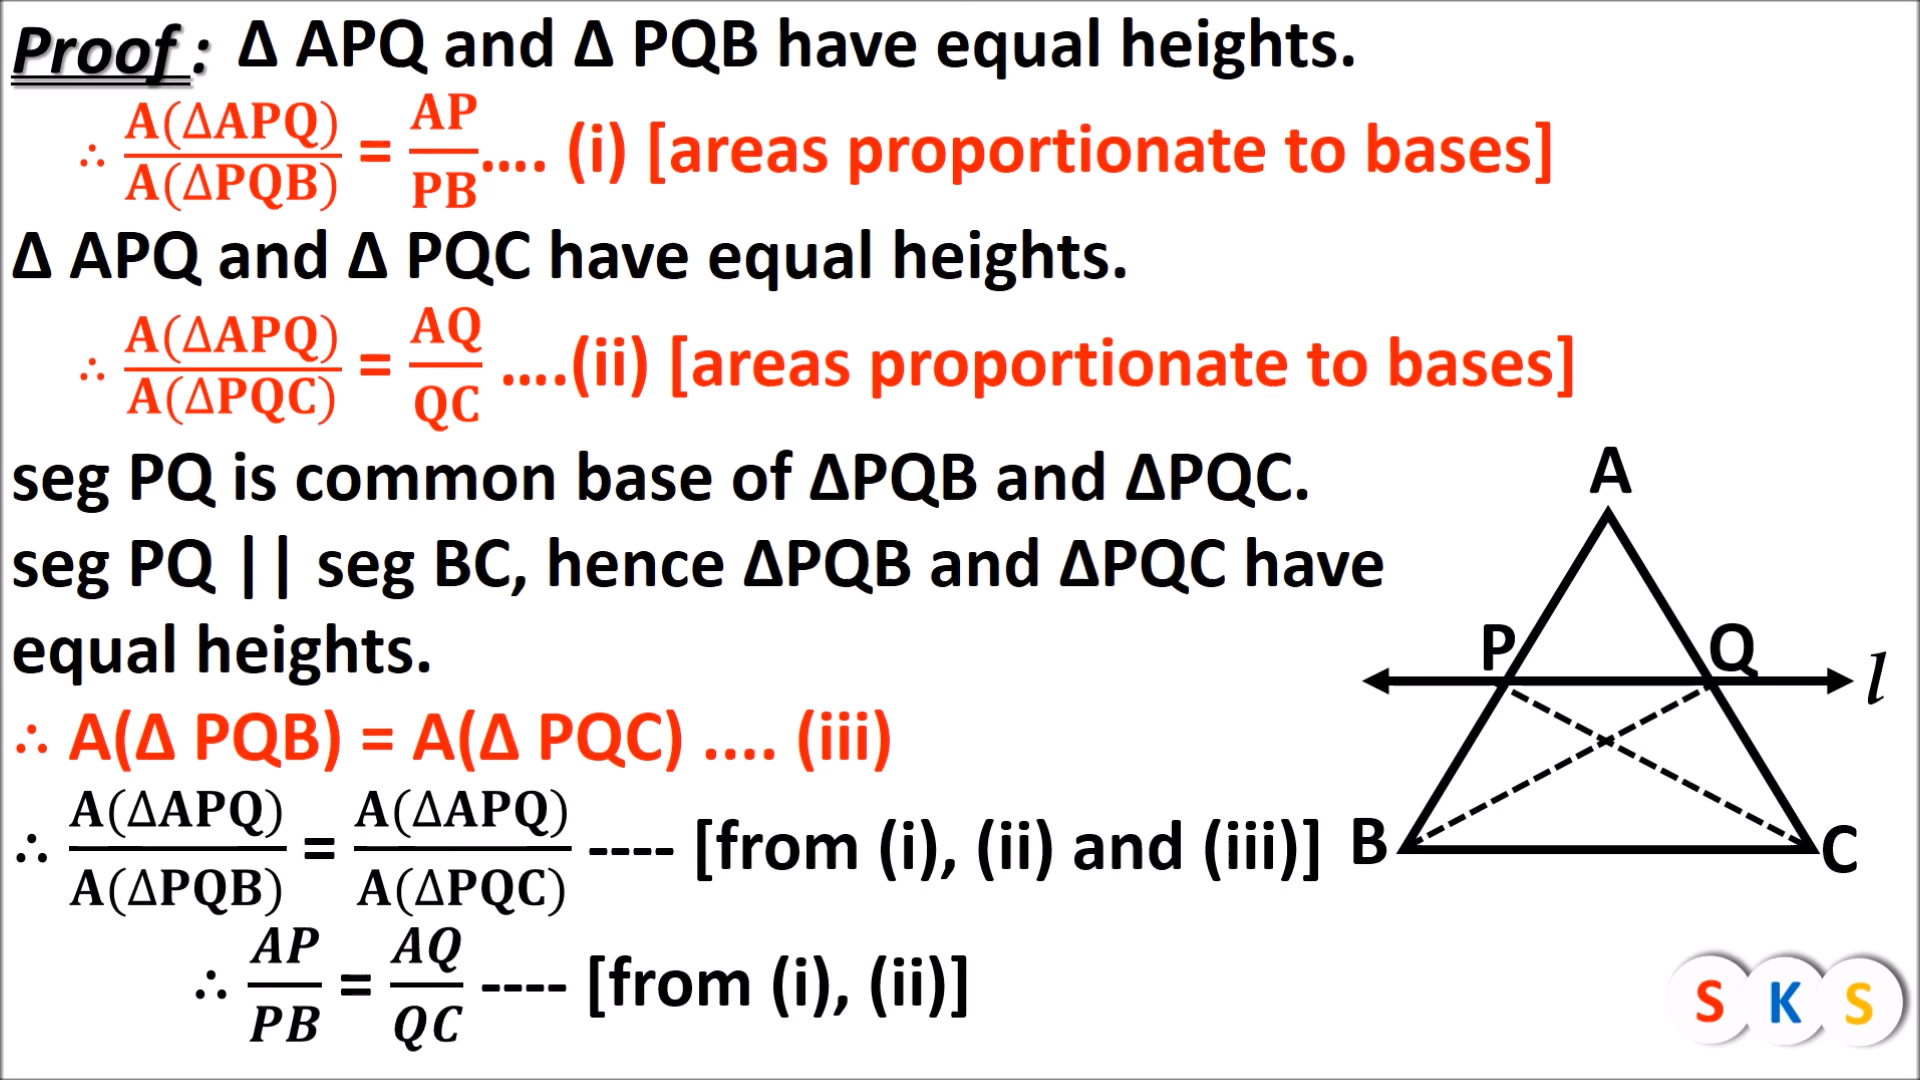 Proof : Δ APQ and Δ PQB have equal heights.
∴ A(ΔAPQ)/A(ΔPQB) = AP/PB.... (i) [areas proportionate to bases]
Δ APQ and Δ PQC have equal heights.
∴ A(ΔAPQ)/A(ΔPQC) = AQ/QC ....(ii) [areas proportionate to bases]
seg PQ is common base of ΔPQB and ΔPQC.
seg PQ || seg BC, hence ΔPQB and ΔPQC have
equal heights.
∴ A(Δ PQB) = A(Δ PQC) .... (iii)
∴ A(ΔAPQ)/A(ΔPQB) = A(ΔAPQ)/A(ΔPQC) ---- [from (i), (ii) and (iii)]
∴ AP/PB = AQ/QC ---- [from (i), (ii)]
A
P Q
l
B C
S K S